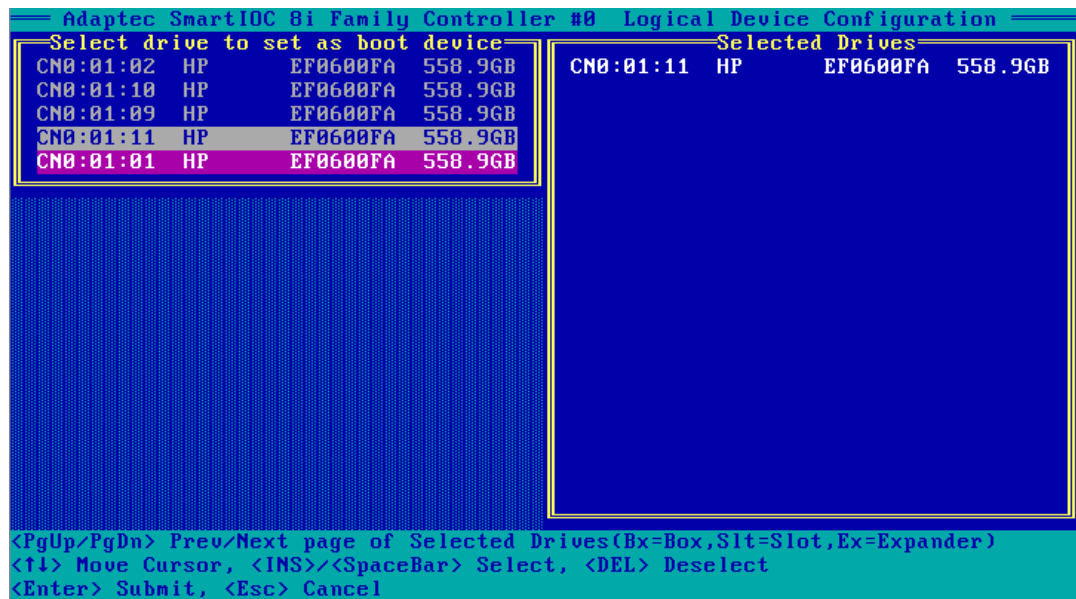 Adaptec SmartIOC 8i Family Controller #0 Logical Device Configuration
Select drive to set as boot device
CN0:01:02 HP EF0600FA 558.9GB
CN0:01:10 HP EF0600FA 558.9GB
CN0:01:09 HP EF0600FA 558.9GB
CN0:01:11 HP EF0600FA 558.9GB
CN0:01:01 HP EF0600FA 558.9GB
Selected Drives
CN0:01:11 HP EF0600FA 558.9GB
<PgUp/PgDn> Prev/Next page of Selected Drives(Bx=Box,Slt=Slot,Ex=Expander)
<↑↓> Move Cursor, <INS>/<SpaceBar> Select, <DEL> Deselect
<Enter> Submit, <Esc> Cancel